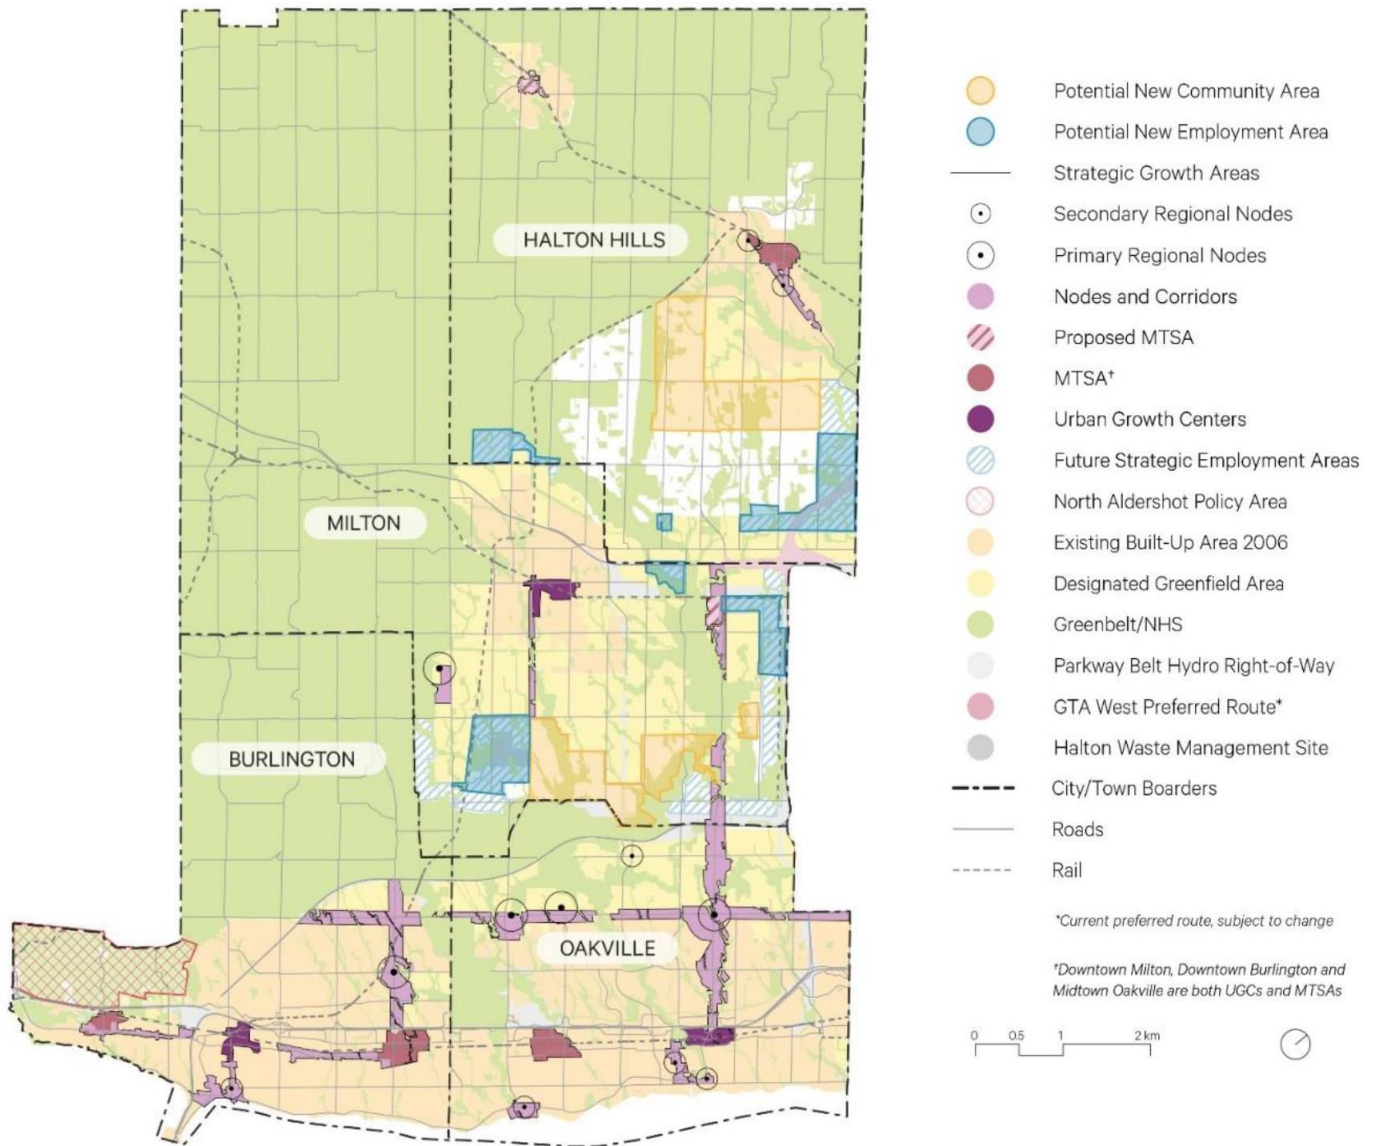 HALTON HILLS
MILTON
BURLINGTON
OAKVILLE
Potential New Community Area
Potential New Employment Area
Strategic Growth Areas
Secondary Regional Nodes
Primary Regional Nodes
Nodes and Corridors
Proposed MTSA
MTSA†
Urban Growth Centers
Future Strategic Employment Areas
North Aldershot Policy Area
Existing Built-Up Area 2006
Designated Greenfield Area
Greenbelt/NHS
Parkway Belt Hydro Right-of-Way
GTA West Preferred Route*
Halton Waste Management Site
City/Town Boarders
Roads
Rail
*Current preferred route, subject to change
†Downtown Milton, Downtown Burlington and
Midtown Oakville are both UGCs and MTSAs
0 0.5 1 2 km